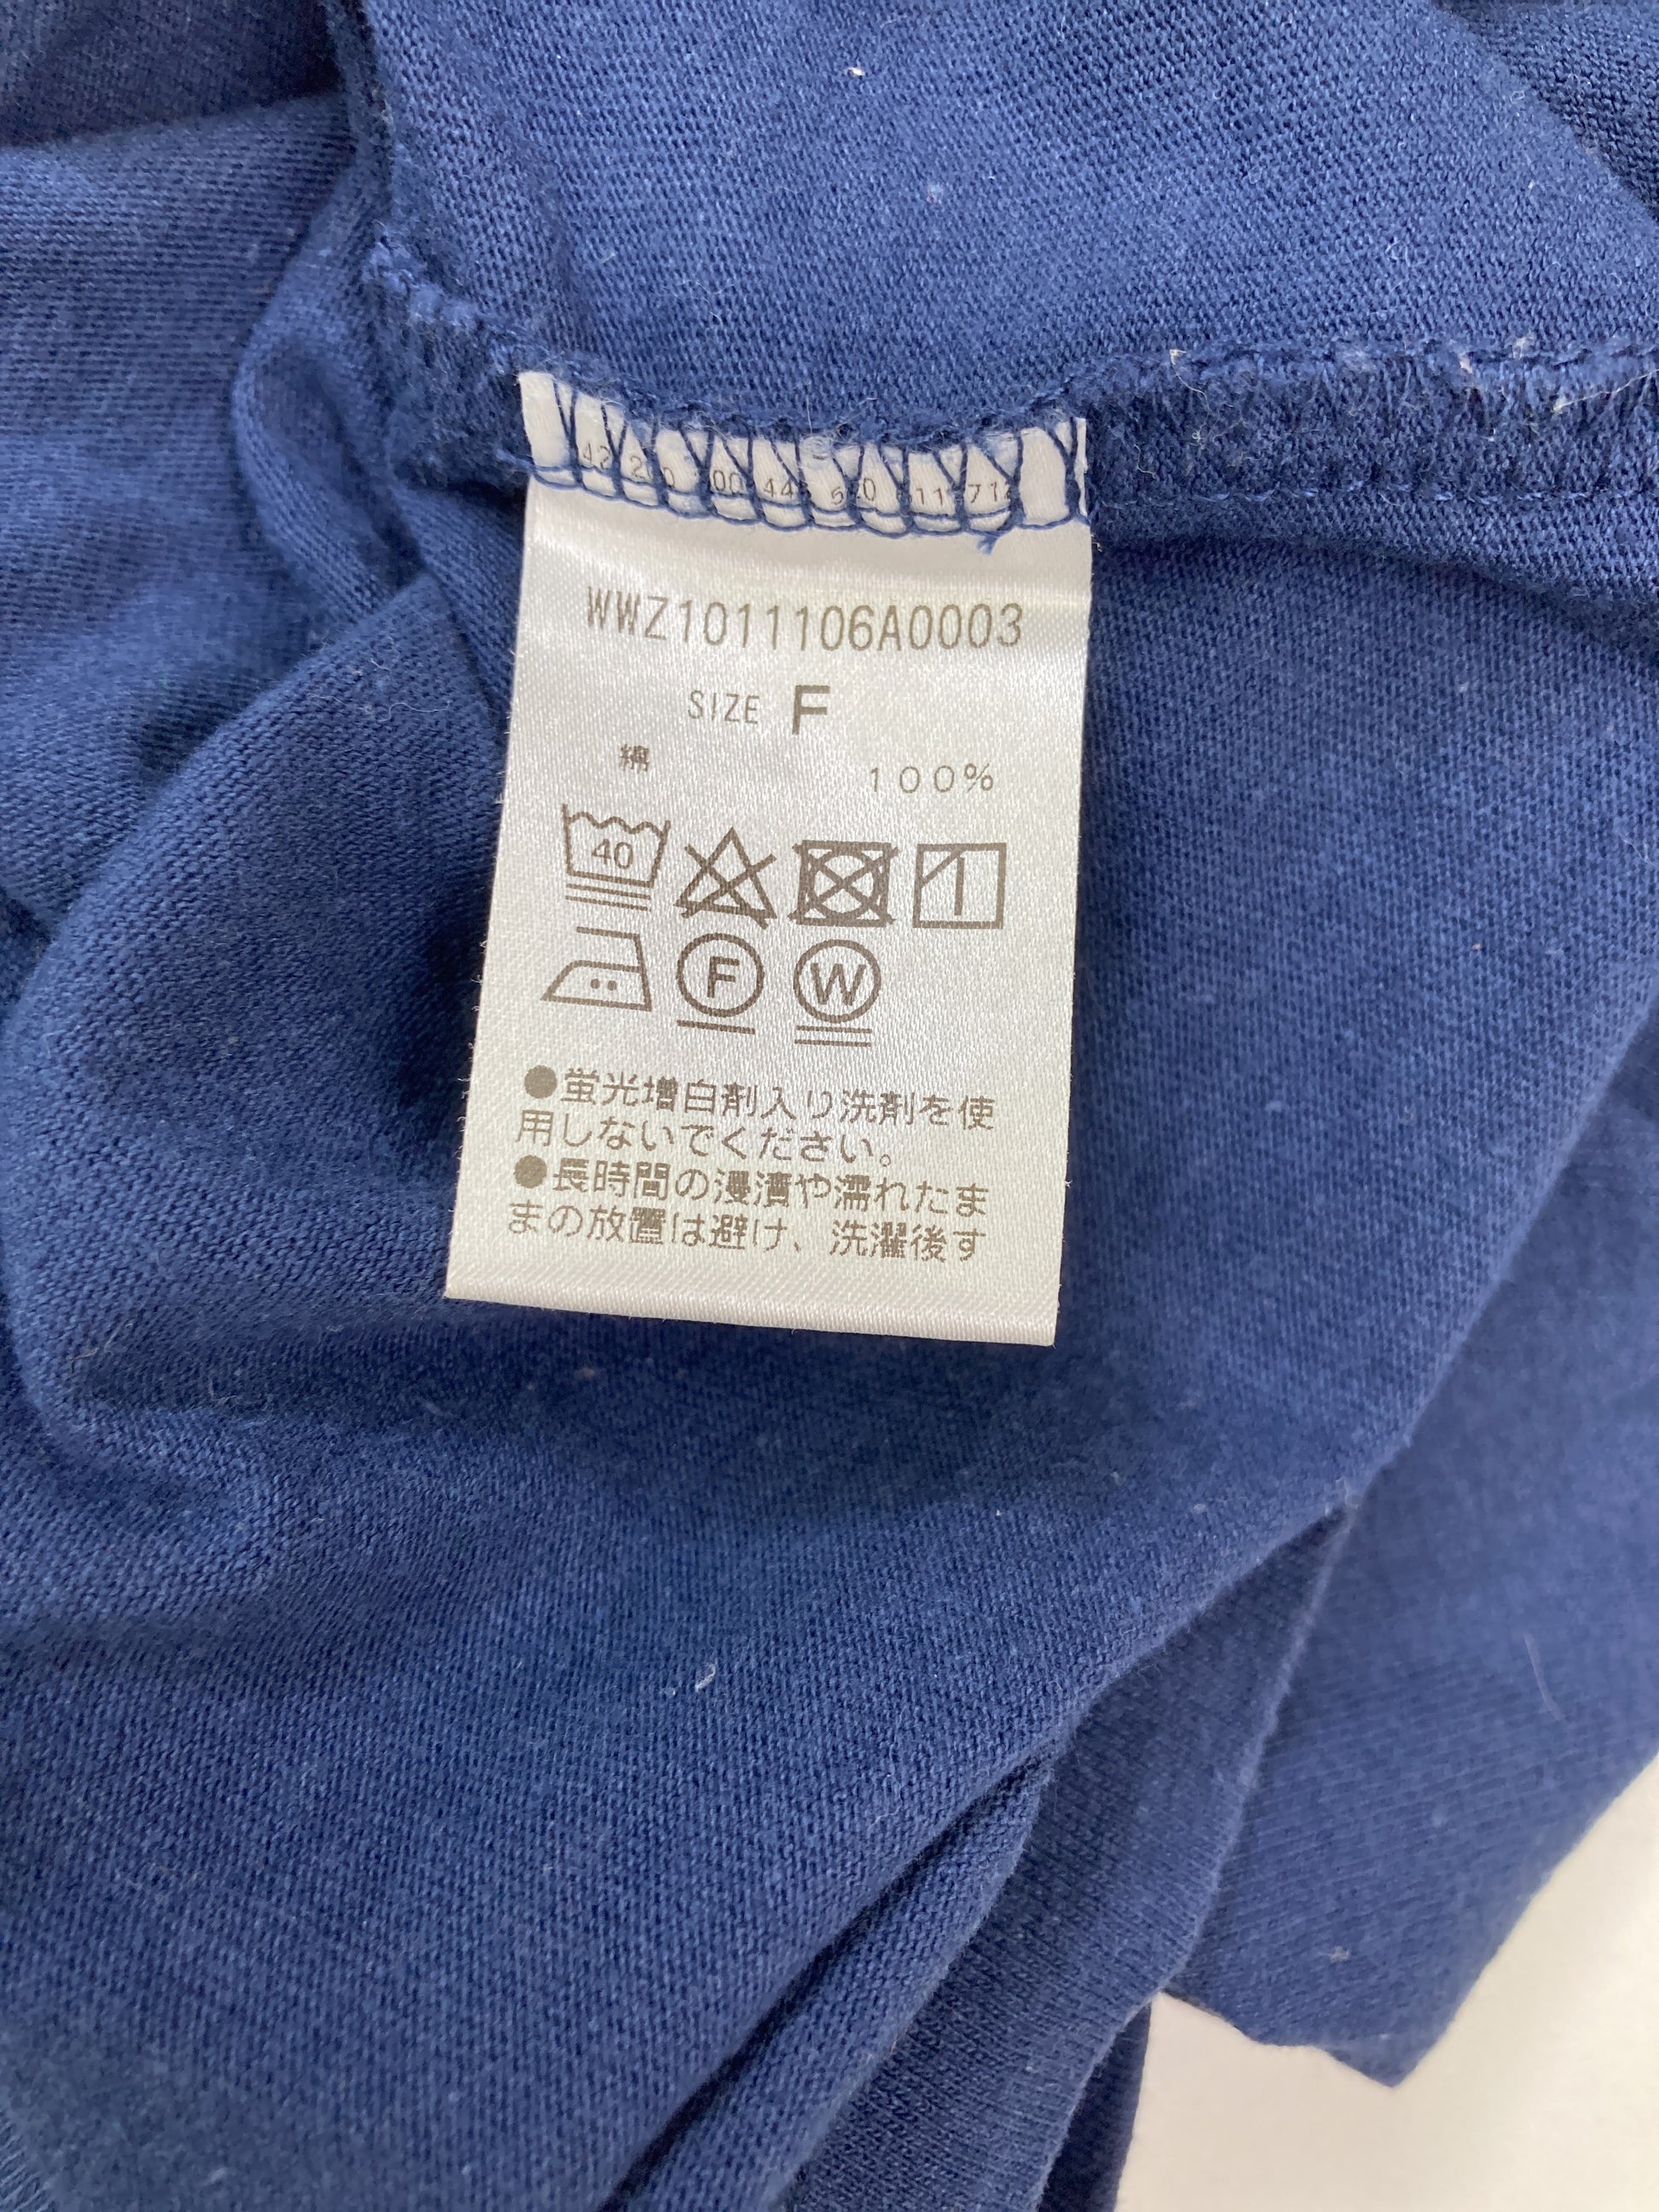 WWZ1011106A0003
SIZE F
綿 100%
40
F W
●蛍光増白剤入り洗剤を使
用しないでください。
●長時間の浸漬や濡れたま
まの放置は避け、洗濯後す